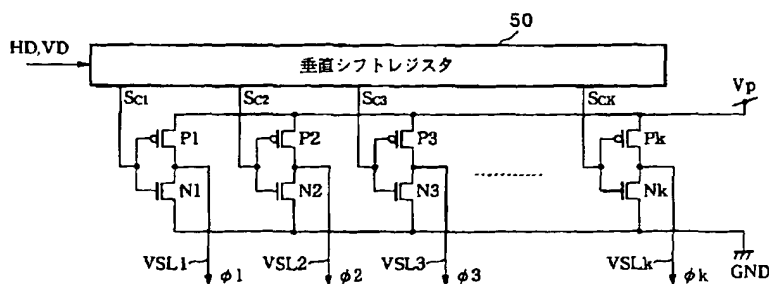 50
HD,VD
垂直シフトレジスタ
Sc1 Sc2 Sc3 ScK Vp
P1 P2 P3 Pk
N1 N2 N3 Nk
VSL1 φ1 VSL2 φ2 VSL3 φ3 VSLk φk GND